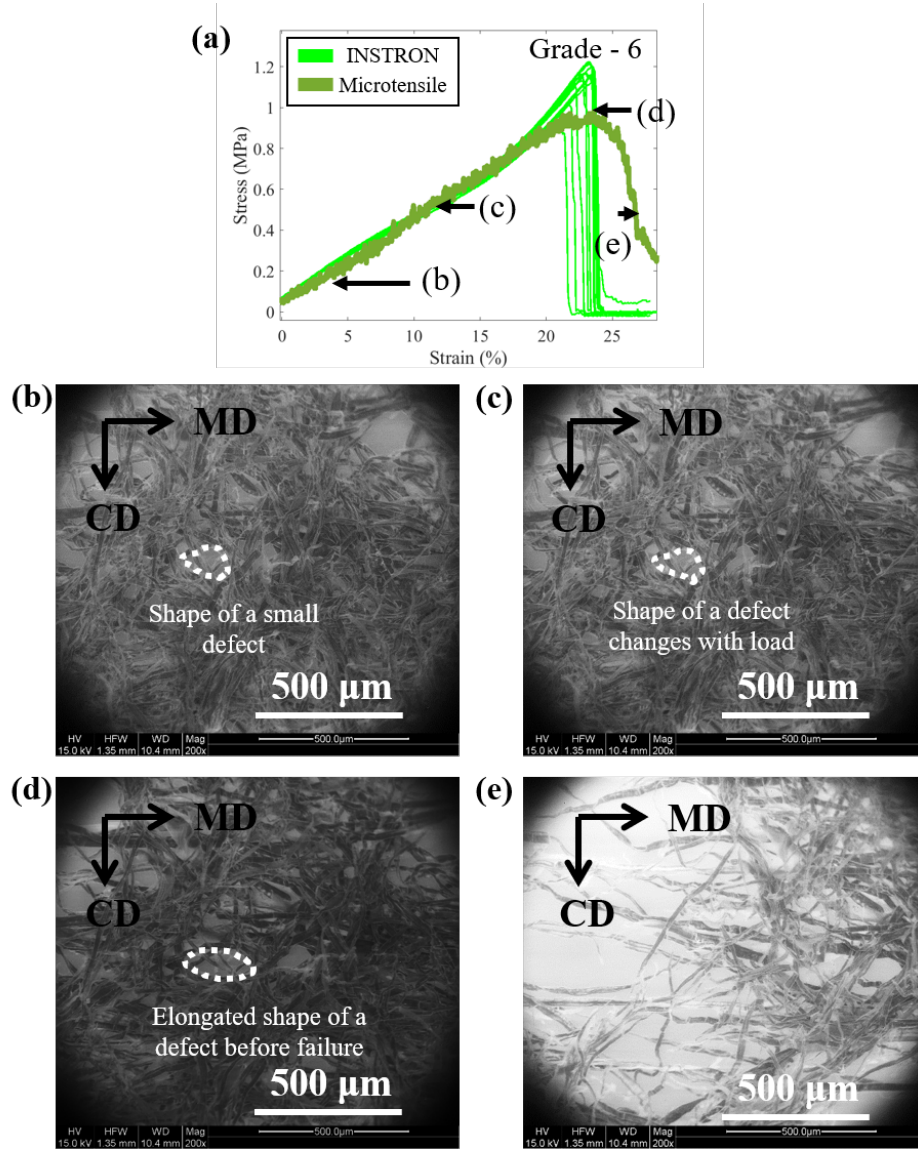 (a)
INSTRON
Microtensile
Grade - 6
1.2
1
0.8
0.6
0.4
0.2
0
Stress (MPa)
0 5 10 15 20 25
Strain (%)
(b)
(c)
(d)
(e)
(b)
MD
CD
Shape of a small
defect
500 μm
HV HFW WD Mag 500.0μm
15.0 kV 1.35 mm 10.4 mm 200x
(c)
MD
CD
Shape of a defect
changes with load
500 μm
HV HFW WD Mag 500.0μm
15.0 kV 1.35 mm 10.4 mm 200x
(d)
MD
CD
Elongated shape of a
defect before failure
500 μm
HV HFW WD Mag 500.0μm
15.0 kV 1.35 mm 10.4 mm 200x
(e)
MD
CD
500 μm
HV HFW WD Mag 500.0μm
15.0 kV 1.35 mm 10.4 mm 200x